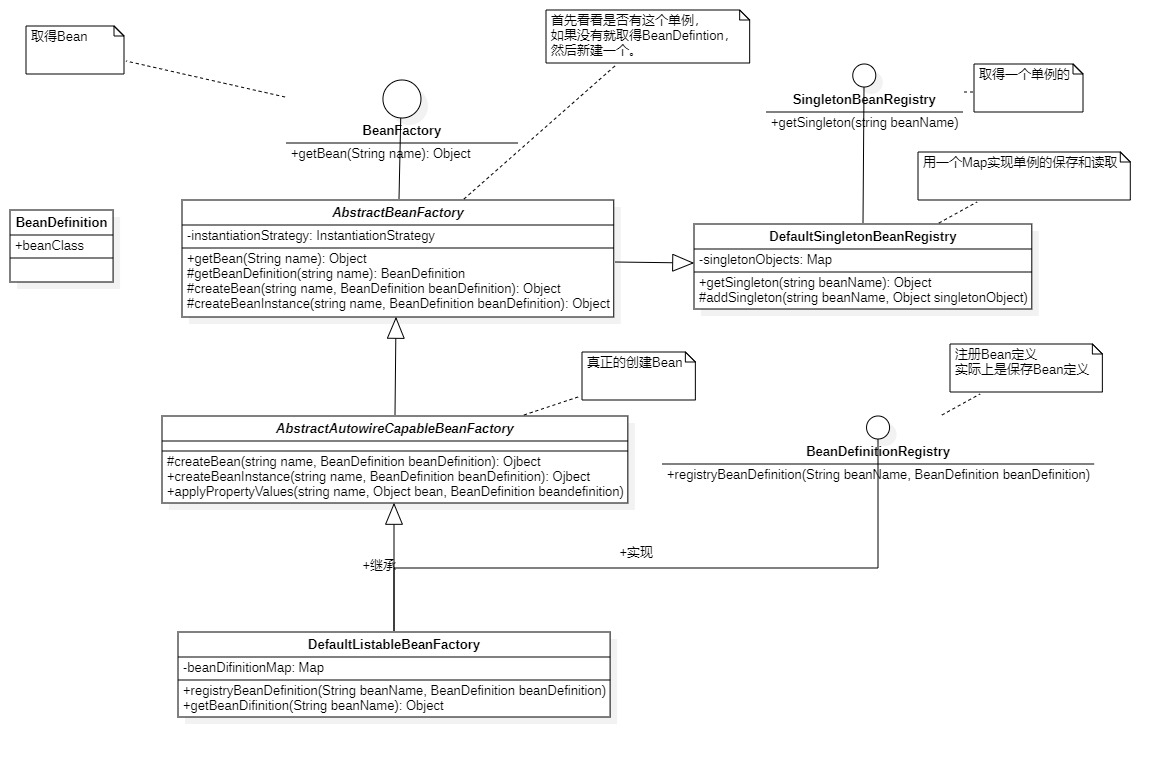 取得Bean
首先看看是否有这个单例,
如果没有就取得BeanDefintion,
然后新建一个。
BeanFactory
+getBean(String name): Object
SingletonBeanRegistry
+getSingleton(string beanName)
取得一个单例的
用一个Map实现单例的保存和读取
BeanDefinition
+beanClass
AbstractBeanFactory
-instantiationStrategy: InstantiationStrategy
+getBean(String name): Object
#getBeanDefinition(string name): BeanDefinition
#createBean(string name, BeanDefinition beanDefinition): Object
#createBeanInstance(string name, BeanDefinition beanDefinition): Object
DefaultSingletonBeanRegistry
-singletonObjects: Map
+getSingleton(string beanName): Object
#addSingleton(string beanName, Object singletonObject)
真正的创建Bean
注册Bean定义
实际上是保存Bean定义
AbstractAutowireCapableBeanFactory
#createBean(string name, BeanDefinition beanDefinition): Ojbect
+createBeanInstance(string name, BeanDefinition beanDefinition): Ojbect
+applyPropertyValues(string name, Object bean, BeanDefinition beandefinition)
BeanDefinitionRegistry
+registryBeanDefinition(String beanName, BeanDefinition beanDefinition)
+实现
+继承
DefaultListableBeanFactory
-beanDifinitionMap: Map
+registryBeanDefinition(String beanName, BeanDefinition beanDefinition)
+getBeanDifinition(String beanName): Object